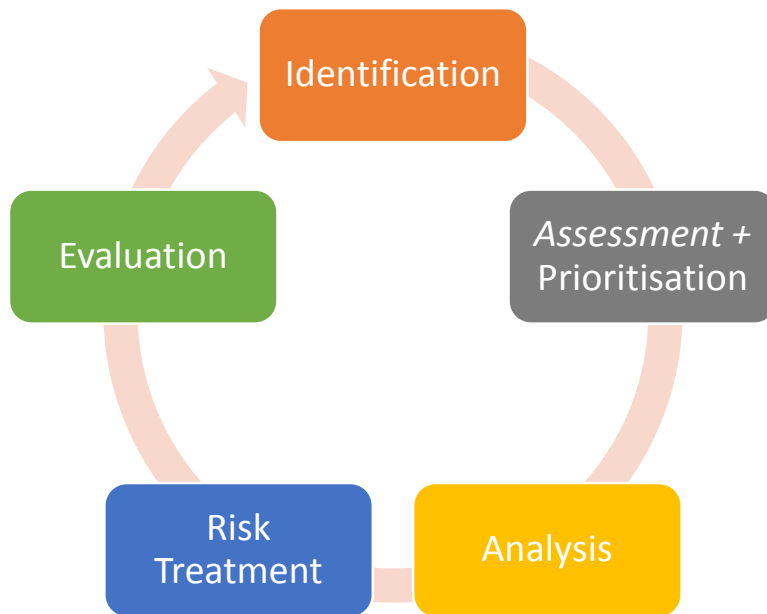 Identification
Assessment +
Prioritisation
Analysis
Risk
Treatment
Evaluation